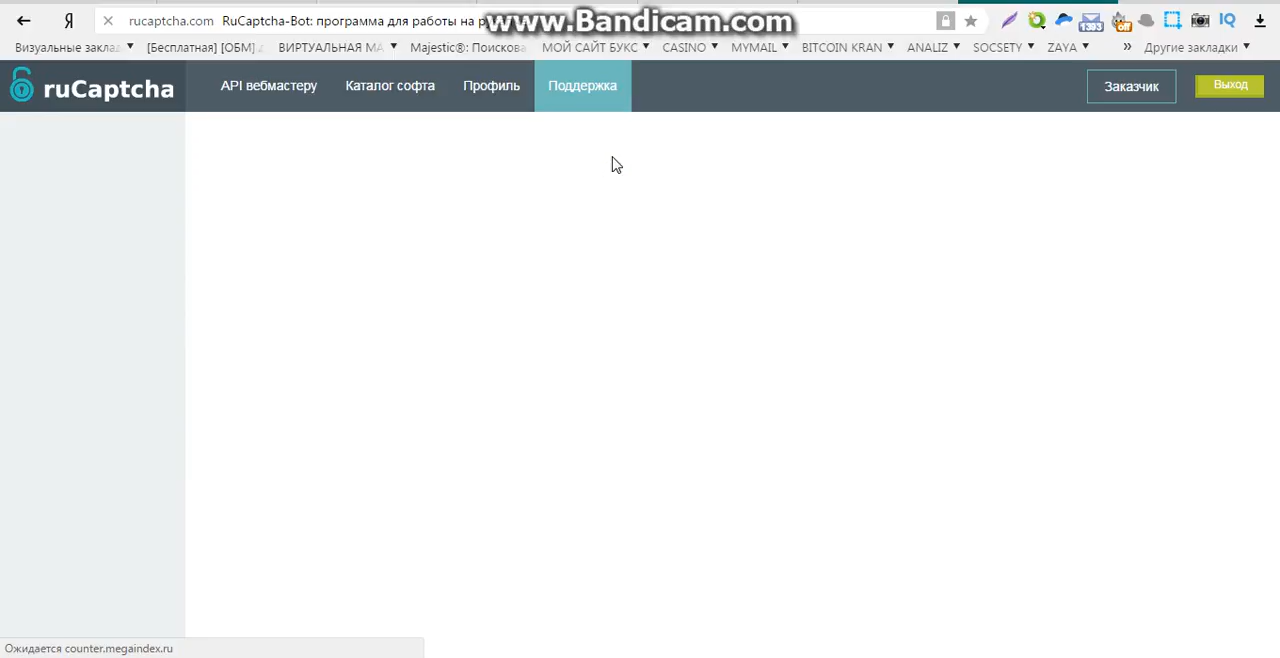 www.Bandicam.com
Я rucaptcha.com RuCaptcha-Bot: программа для работы на
Визуальные заклад [Бесплатная] [ОБМ] ВИРТУАЛЬНАЯ МА Majestic®: Поискова МОЙ САЙТ БУКС CASINO MYMAIL BITCOIN KRAN ANALIZ SOCSETY ZAYA » Другие закладки
ruCaptcha API вебмастеру Каталог софта Профиль Поддержка Заказчик Выход
Ожидается counter.megaindex.ru